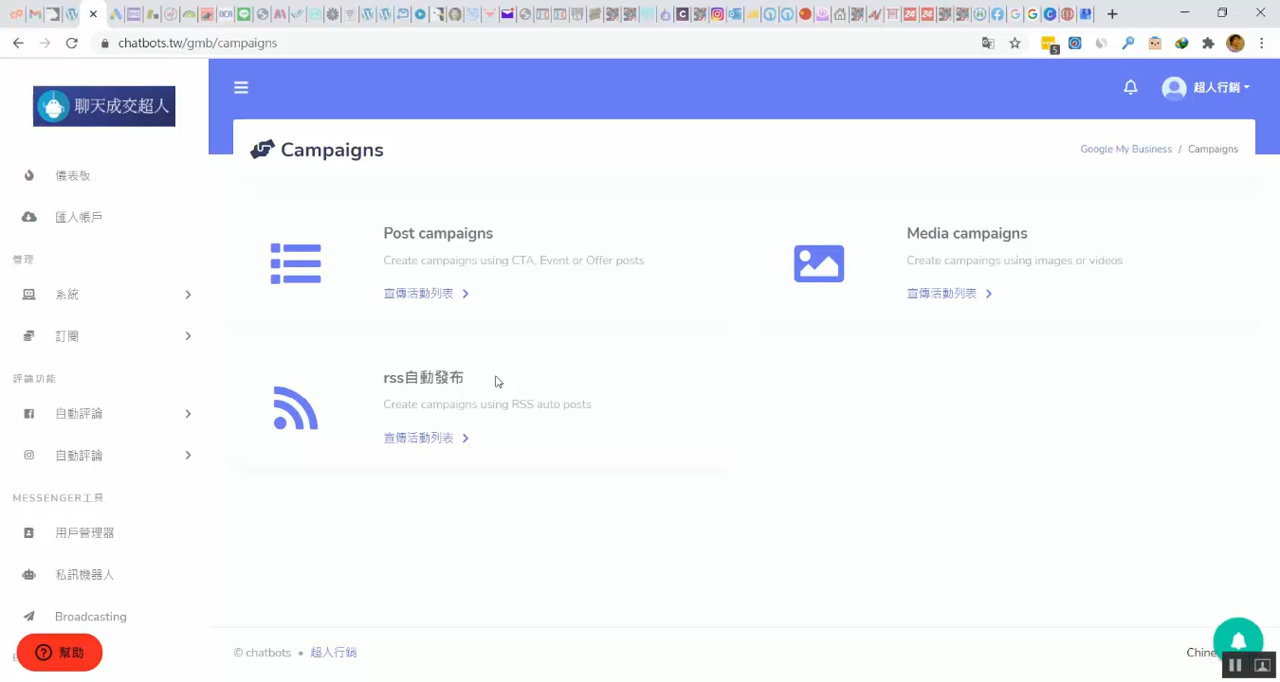 chatbots.tw/gmb/campaigns
5
聊天成交超人
超人行銷
Campaigns
Google My Business / Campaigns
儀表板
匯入帳戶
管理
系統
訂閱
評論功能
自動評論
自動評論
MESSENGER工具
用戶管理器
私訊機器人
Broadcasting
幫助
Post campaigns
Create campaigns using CTA, Event or Offer posts
宣傳活動列表
Media campaigns
Create campaings using images or videos
宣傳活動列表
rss自動發布
Create campaigns using RSS auto posts
宣傳活動列表
© chatbots • 超人行銷
Chine